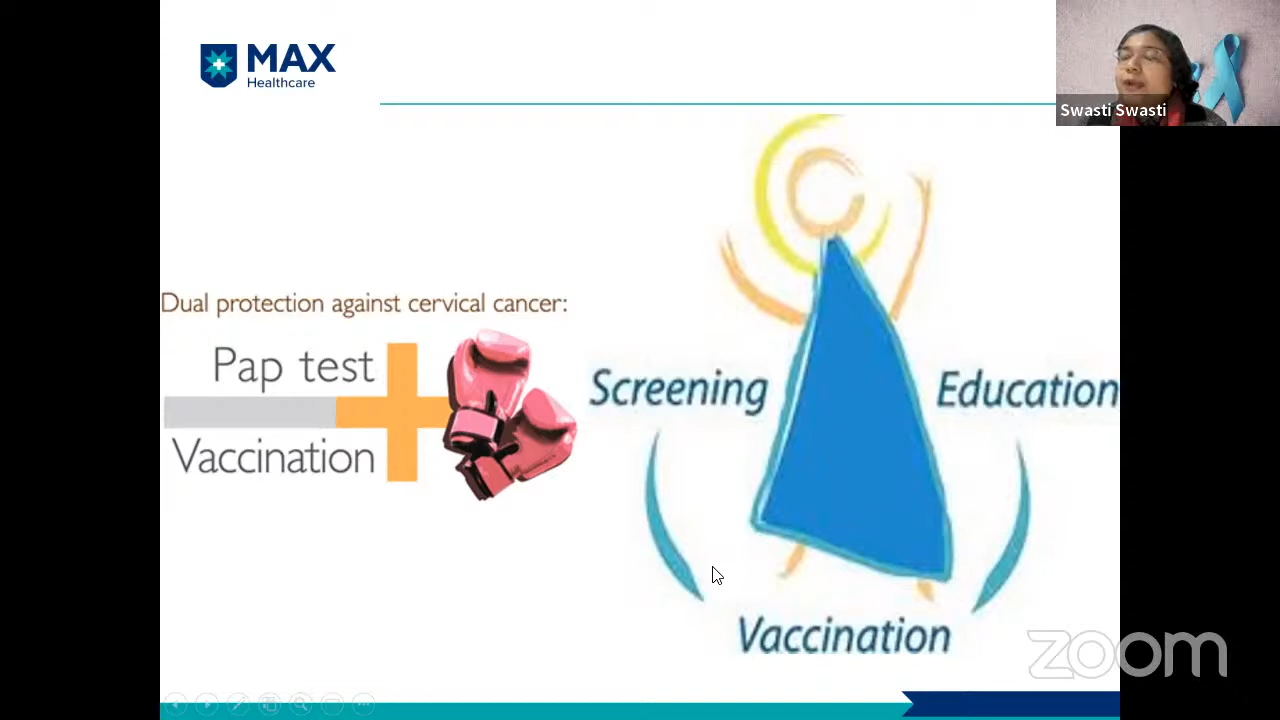 MAX
Healthcare
Swasti Swasti
Dual protection against cervical cancer:
Pap test
Vaccination
Screening
Education
Vaccination
zoom